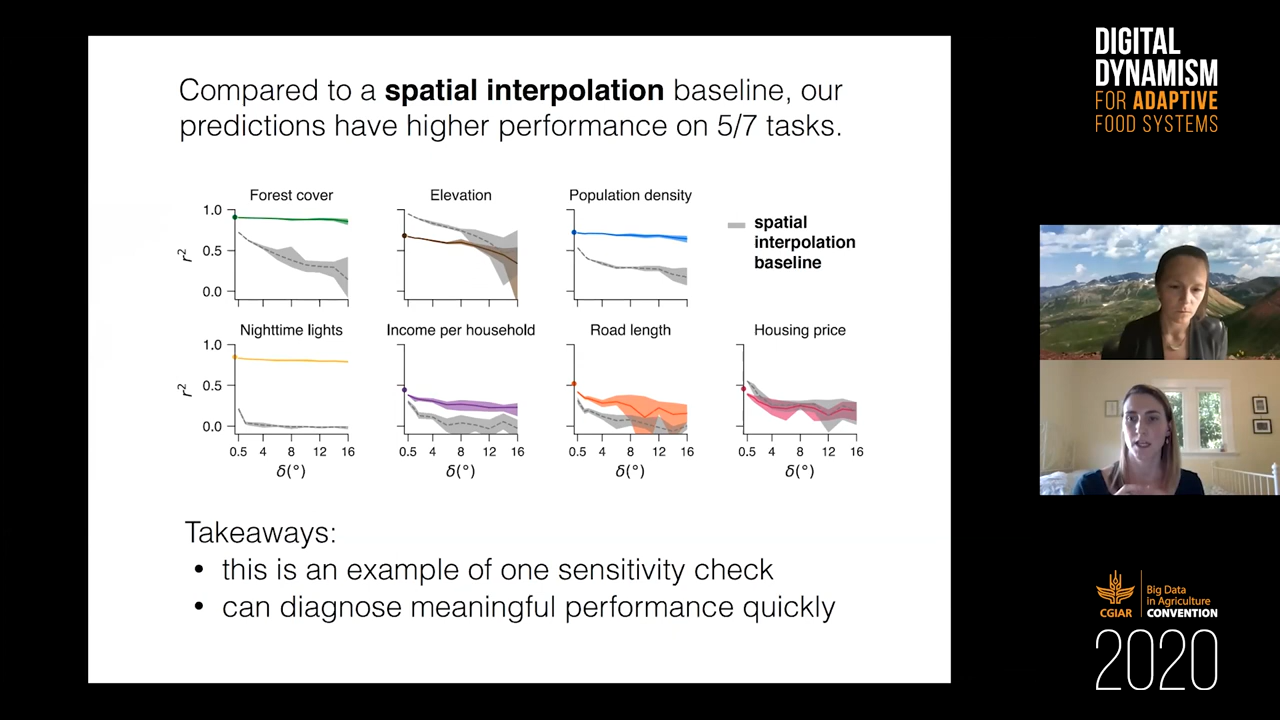 Compared to a spatial interpolation baseline, our
predictions have higher performance on 5/7 tasks.
Forest cover
Elevation
Population density
1.0
0.5
0.0
r²
spatial
interpolation
baseline
Nighttime lights
Income per household
Road length
Housing price
1.0
0.5
0.0
r²
0.5 4 8 12 16
0.5 4 8 12 16
0.5 4 8 12 16
0.5 4 8 12 16
δ(°)
δ(°)
δ(°)
δ(°)
Takeaways:
• this is an example of one sensitivity check
• can diagnose meaningful performance quickly
DIGITAL
DYNAMISM
FOR ADAPTIVE
FOOD SYSTEMS
CGIAR
Big Data
in Agriculture
CONVENTION
2020